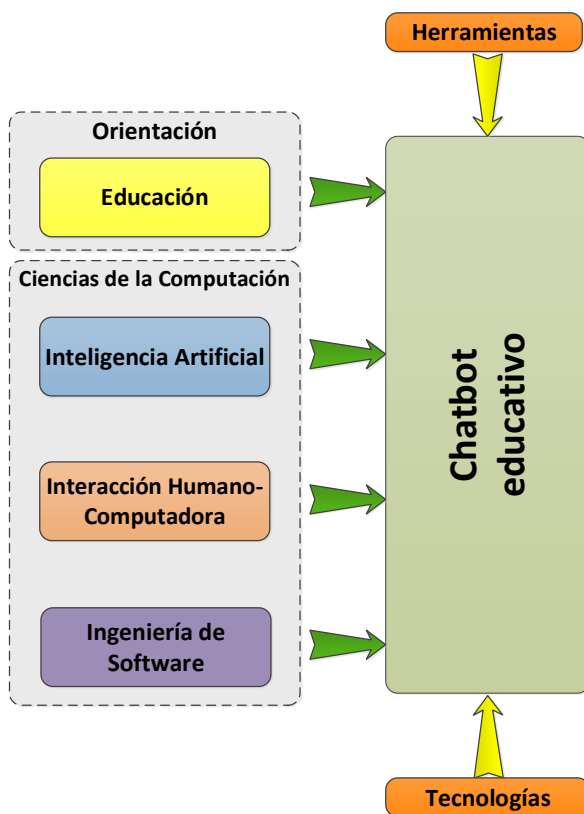 Herramientas
Orientación
Educación
Ciencias de la Computación
Inteligencia Artificial
Interacción Humano-
Computadora
Ingeniería de
Software
Chatbot
educativo
Tecnologías